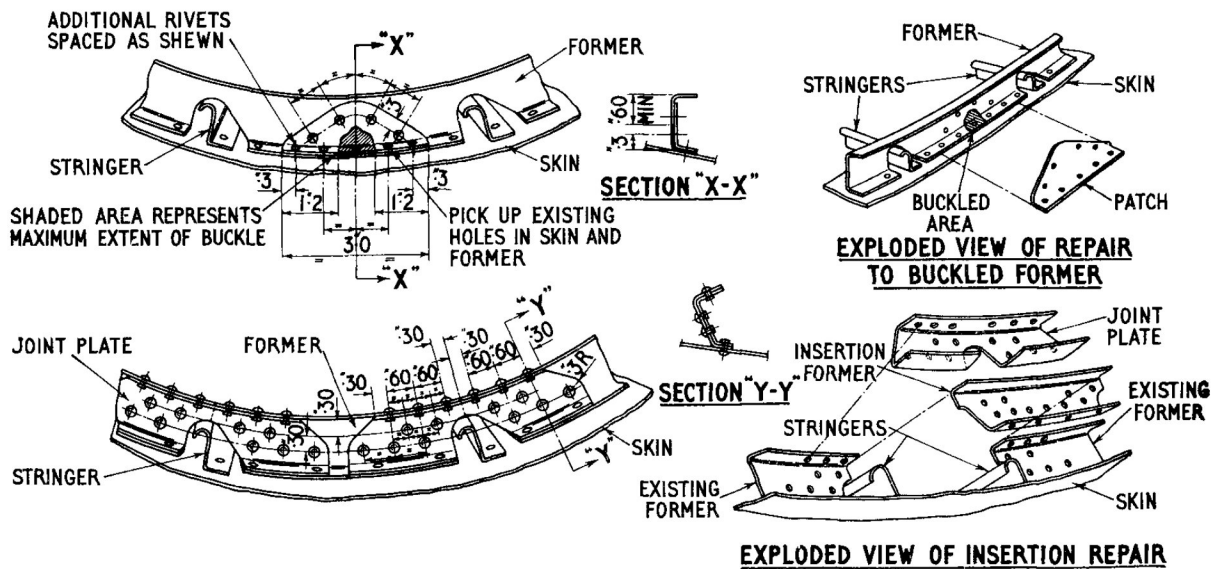 ADDITIONAL RIVETS
SPACED AS SHEWN
"X"
FORMER
·3
STRINGER
SKIN
·3
·3
1·2
1·2
SHADED AREA REPRESENTS
MAXIMUM EXTENT OF BUCKLE
3·0
PICK UP EXISTING
HOLES IN SKIN AND
FORMER
"X"
·60
MIN
·3
SECTION "X-X"
FORMER
STRINGERS
SKIN
BUCKLED
AREA
PATCH
EXPLODED VIEW OF REPAIR
TO BUCKLED FORMER
JOINT PLATE
FORMER
·30
·30
"Y"
·30
·60
·60
·30
·60
·60
·30
·3R
·30
STRINGER
SKIN
"Y"
SECTION "Y-Y"
JOINT
PLATE
INSERTION
FORMER
EXISTING
FORMER
STRINGERS
EXISTING
FORMER
SKIN
EXPLODED VIEW OF INSERTION REPAIR